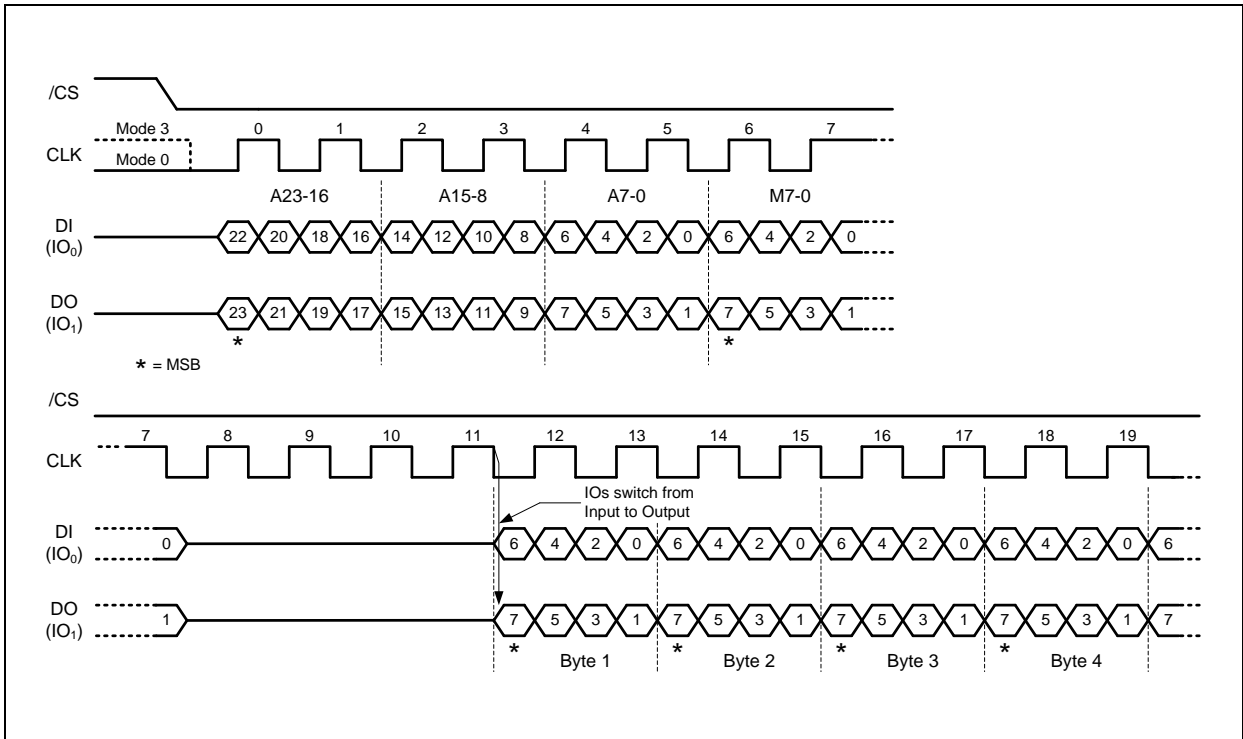 /CS
Mode 3 0 1 2 3 4 5 6 7
CLK
Mode 0
A23-16 A15-8 A7-0 M7-0
DI
(IO0) 22 20 18 16 14 12 10 8 6 4 2 0 6 4 2 0
DO
(IO1) 23 21 19 17 15 13 11 9 7 5 3 1 7 5 3 1
* *
* = MSB
/CS
7 8 9 10 11 12 13 14 15 16 17 18 19
CLK
IOs switch from
Input to Output
DI
(IO0) 0 6 4 2 0 6 4 2 0 6 4 2 0 6 4 2 0 6
DO
(IO1) 1 7 5 3 1 7 5 3 1 7 5 3 1 7 5 3 1 7
* Byte 1 * Byte 2 * Byte 3 * Byte 4